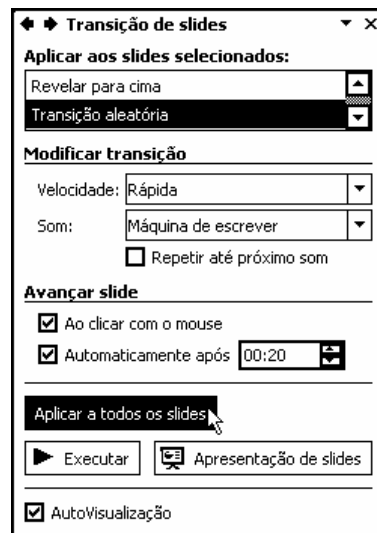 Transição de slides
Aplicar aos slides selecionados:
Revelar para cima
Transição aleatória
Modificar transição
Velocidade: Rápida
Som: Máquina de escrever
Repetir até próximo som
Avançar slide
Ao clicar com o mouse
Automaticamente após 00:20
Aplicar a todos os slides
Executar Apresentação de slides
AutoVisualização